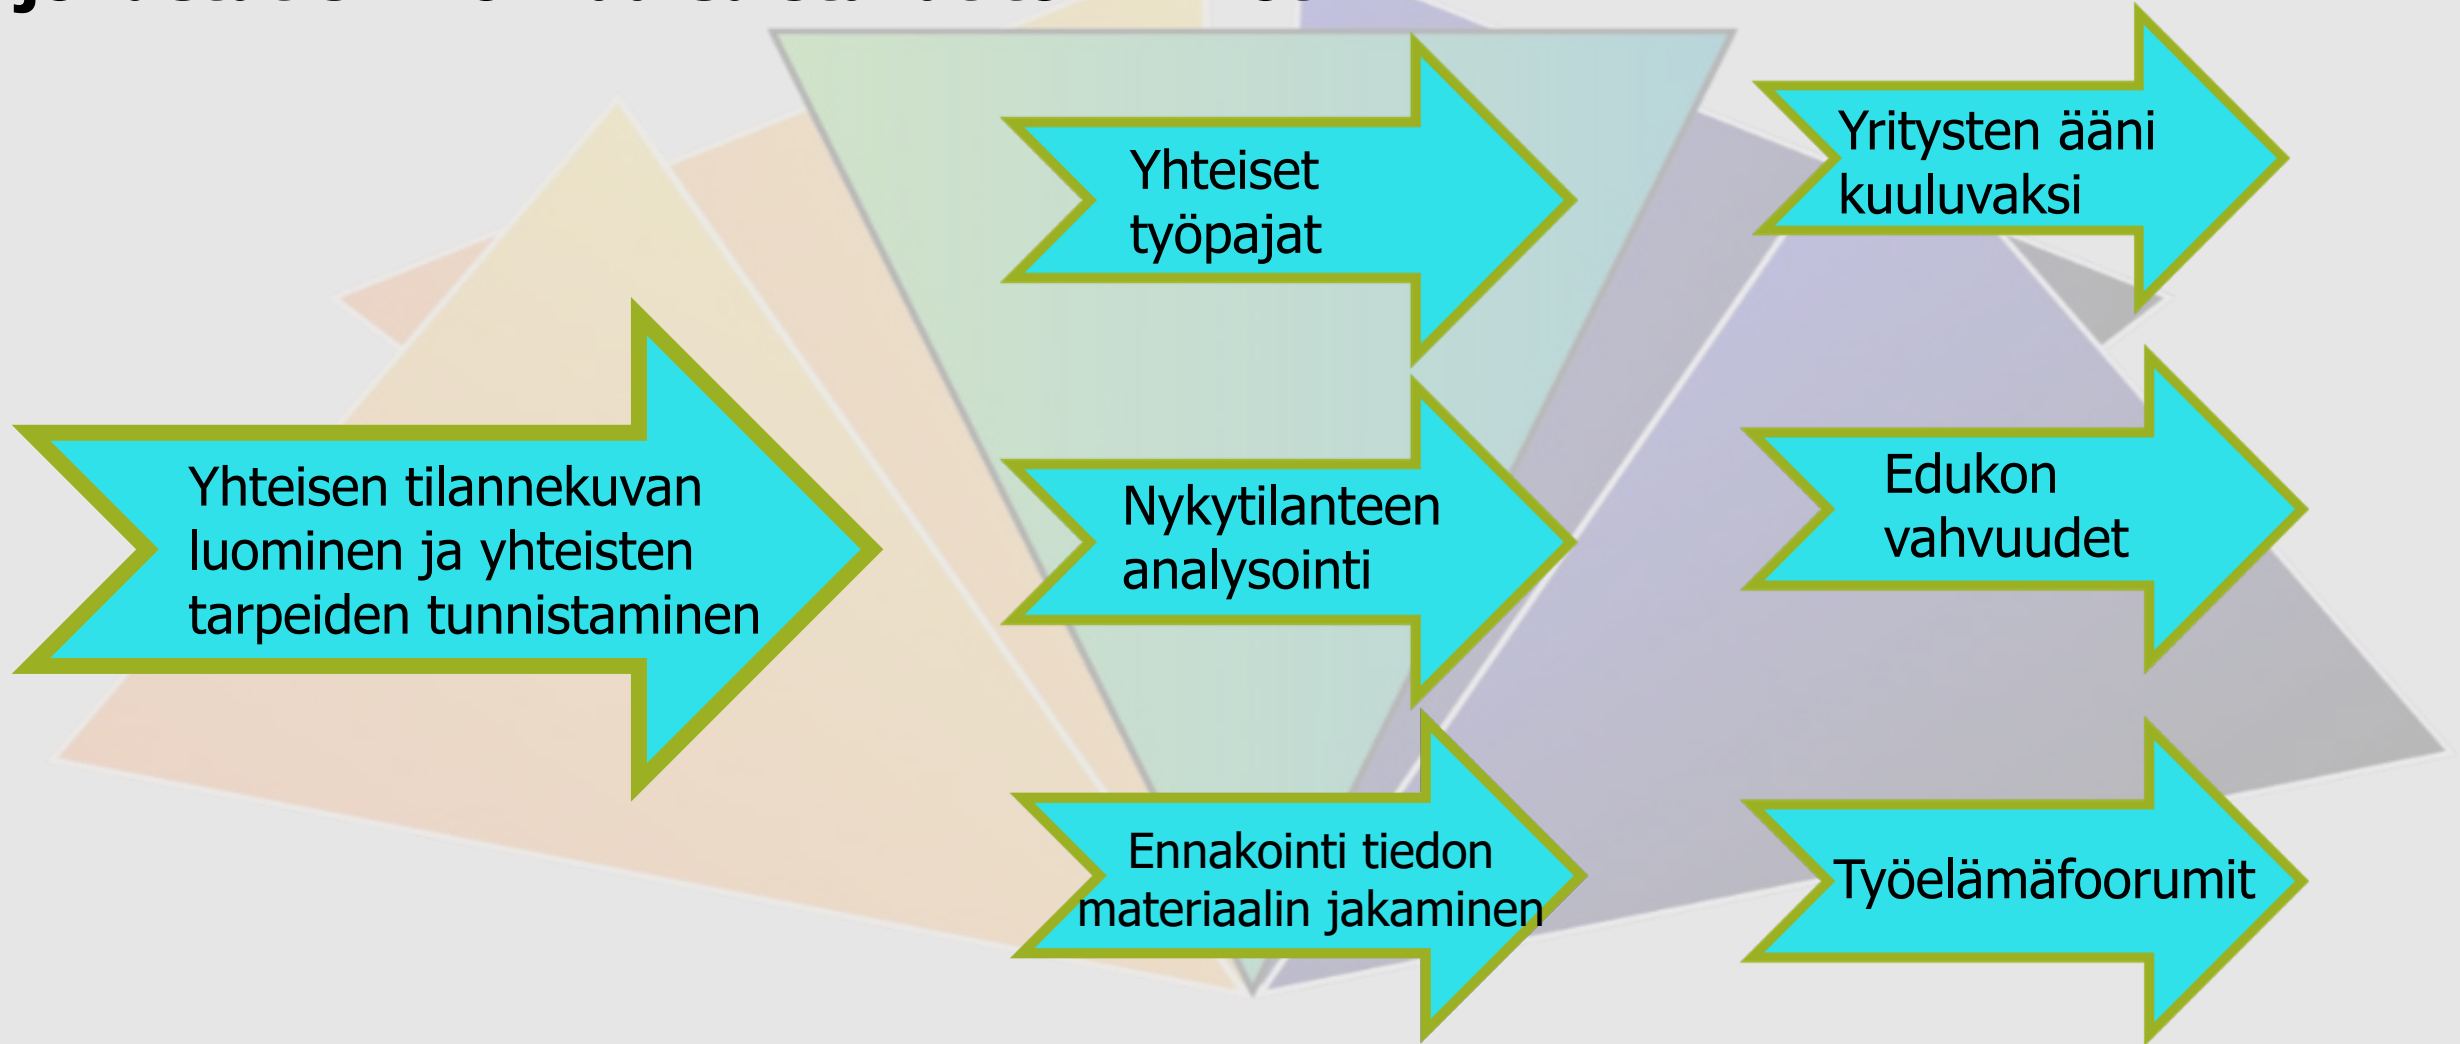 Yhteisen tilannekuvan
luominen ja yhteisten
tarpeiden tunnistaminen
Yhteiset
työpajat
Nykytilanteen
analysointi
Ennakointi tiedon
materiaalin jakaminen
Yritysten ääni
kuuluvaksi
Edukon
vahvuudet
Työelämäfoorumit